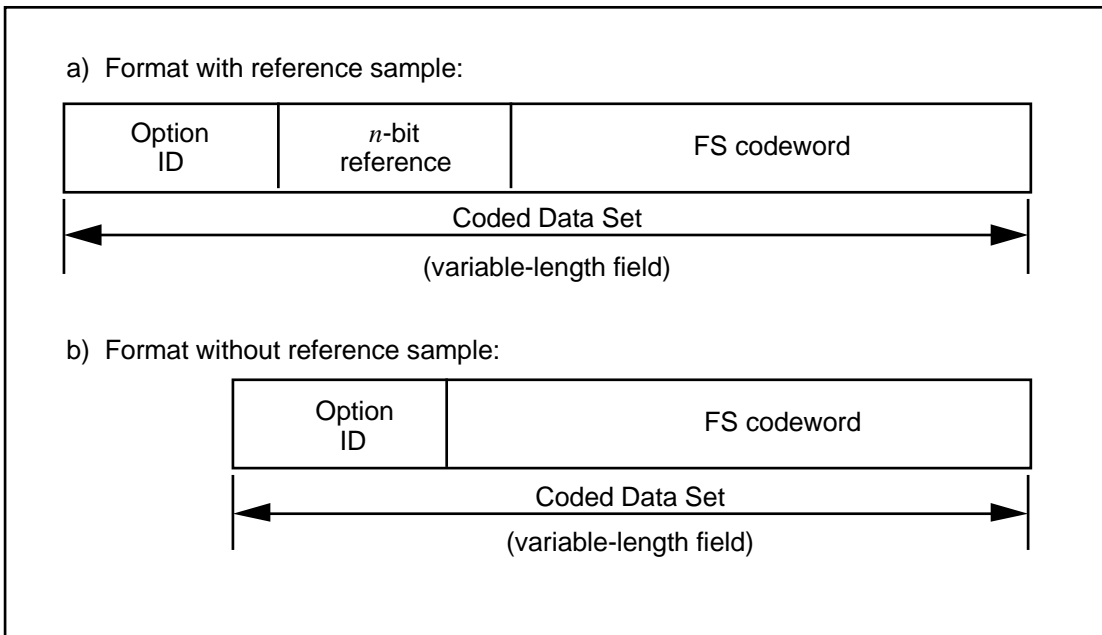 a) Format with reference sample:
Option
ID
n-bit
reference
FS codeword
Coded Data Set
(variable-length field)
b) Format without reference sample:
Option
ID
FS codeword
Coded Data Set
(variable-length field)